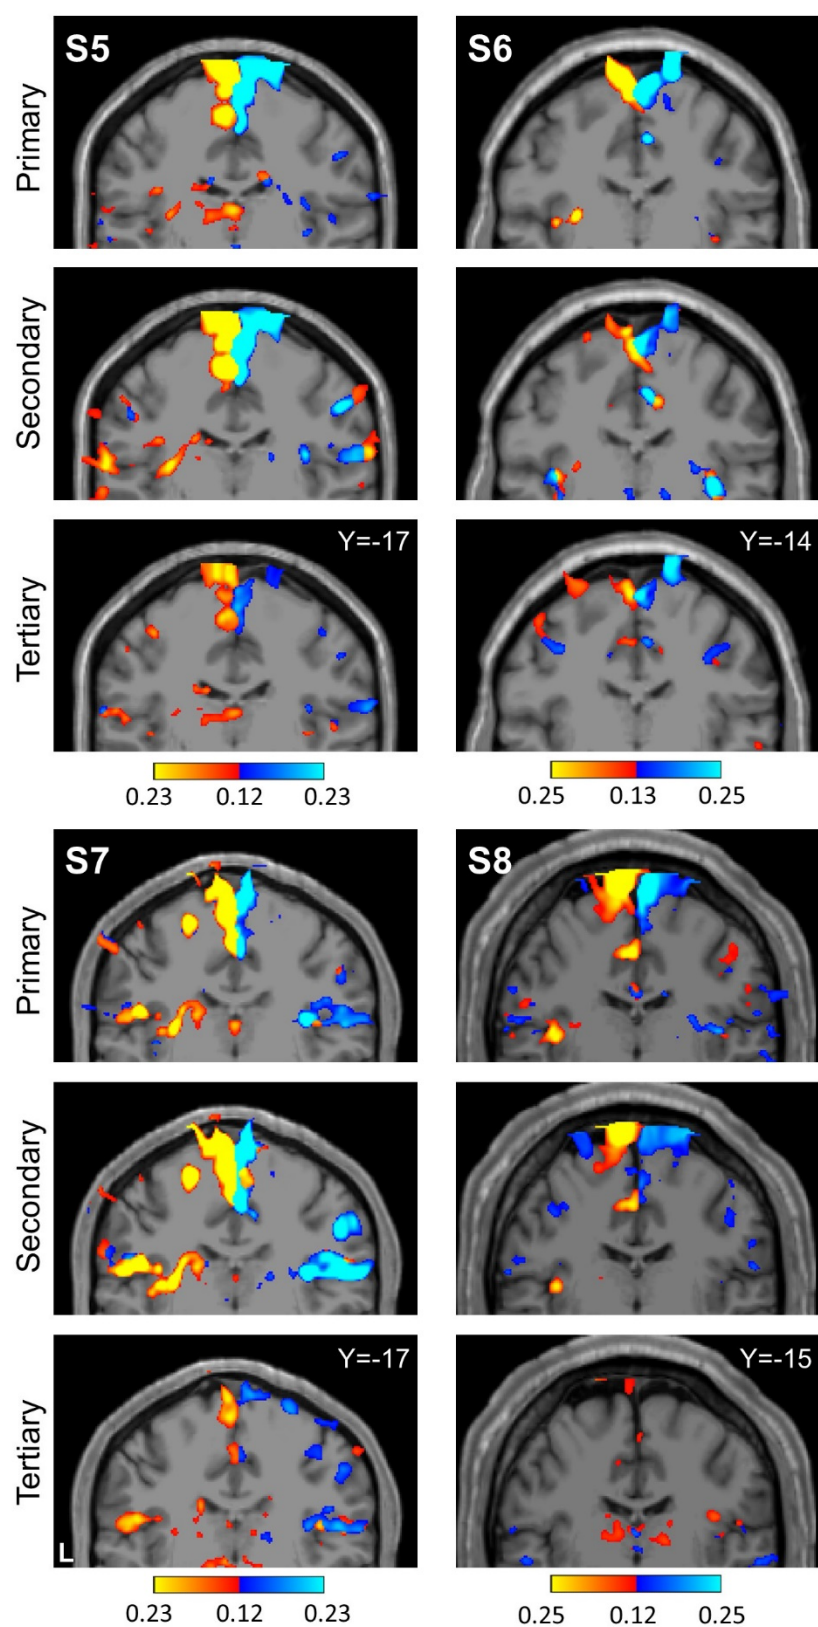 S5 S6
Primary
Secondary
Y=-17 Y=-14
Tertiary
0.23 0.12 0.23 0.25 0.13 0.25
S7 S8
Primary
Secondary
Y=-17 Y=-15
Tertiary
L
0.23 0.12 0.23 0.25 0.12 0.25